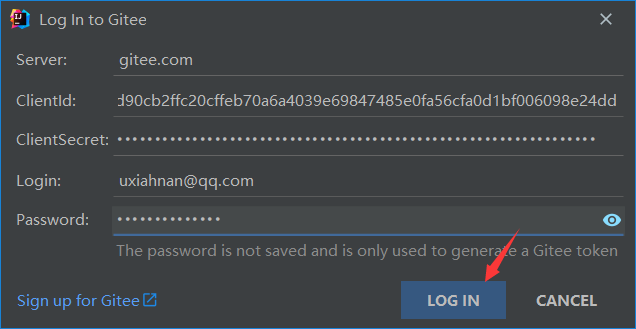 Log In to Gitee
Server: gitee.com
ClientId: d90cb2ffc20cffeb70a6a4039e69847485e0fa56cfa0d1bf006098e24dd
ClientSecret: ••••••••••••••••••••••••••••••••••••••••••••••••••••••••••••••••
Login: uxiahnan@qq.com
Password: ••••••••••••••
The password is not saved and is only used to generate a Gitee token
Sign up for Gitee LOG IN CANCEL